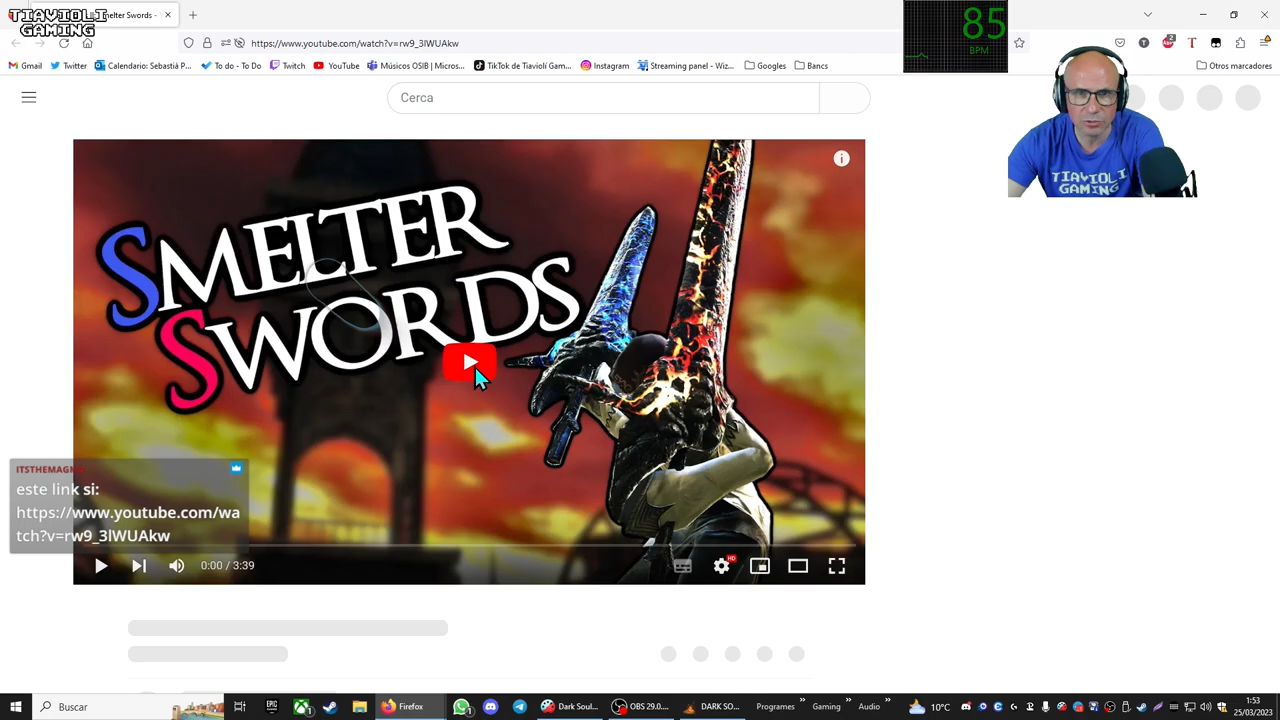 TIAVIOLI
GAMING
melter Swords -
85
BPM
https://www.youtube.com/watch?v=rw9_3lWUAkw
Gmail
Twitter
Calendario: Sebastià P...
To Do - To Do
Twitch
YouTube
Músicos OSIB | Micros...
TikTok de Tiavioli Gam...
Instagram
Streaming panel - Wiz...
Googles
Bancs
Otros marcadores
Cerca
TIAVIOLI
GAMING
SMELTER
SWORDS
ITSTHEMAG
este link si:
https://www.youtube.com/wa
tch?v=rw9_3lWUAkw
0:00 / 3:39
HD
Buscar
Firefox
Dark Soul...
OBS 29.0....
DARK SO...
Programes
Gaming
Audio
10°C
1:53
25/03/2023